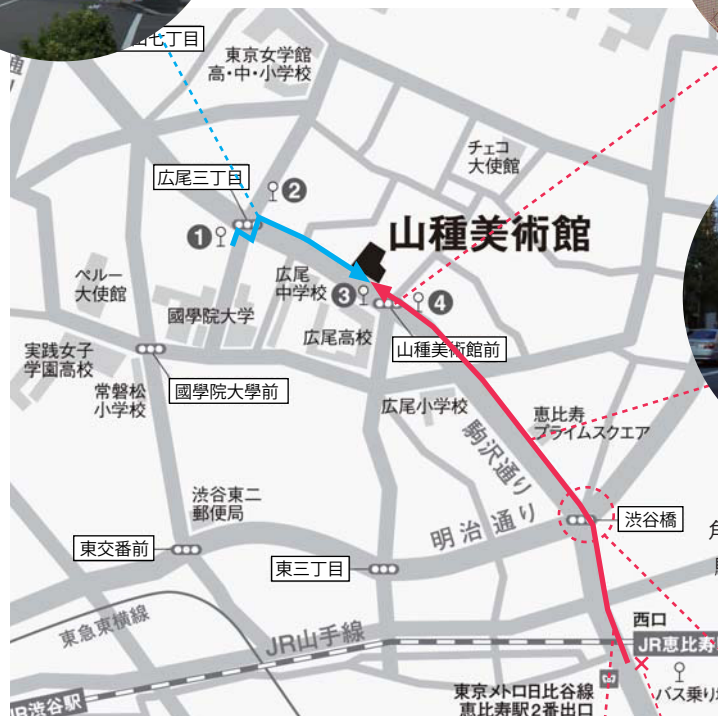 七丁目
東京女学館
高・中・小学校
チェコ
大使館
広尾三丁目
❷
❶
山種美術館
ペルー
大使館
広尾
中学校
❸
❹
國學院大学
広尾高校
山種美術館前
実践女子
学園高校
國學院大學前
常磐松
小学校
広尾小学校
恵比寿
プライムスクエア
駒沢通り
渋谷東二
郵便局
明治通り
渋谷橋
東交番前
東三丁目
東急東横線
西口
JR山手線
JR恵比寿
JR渋谷駅
東京メトロ日比谷線
恵比寿駅2番出口
バス乗り